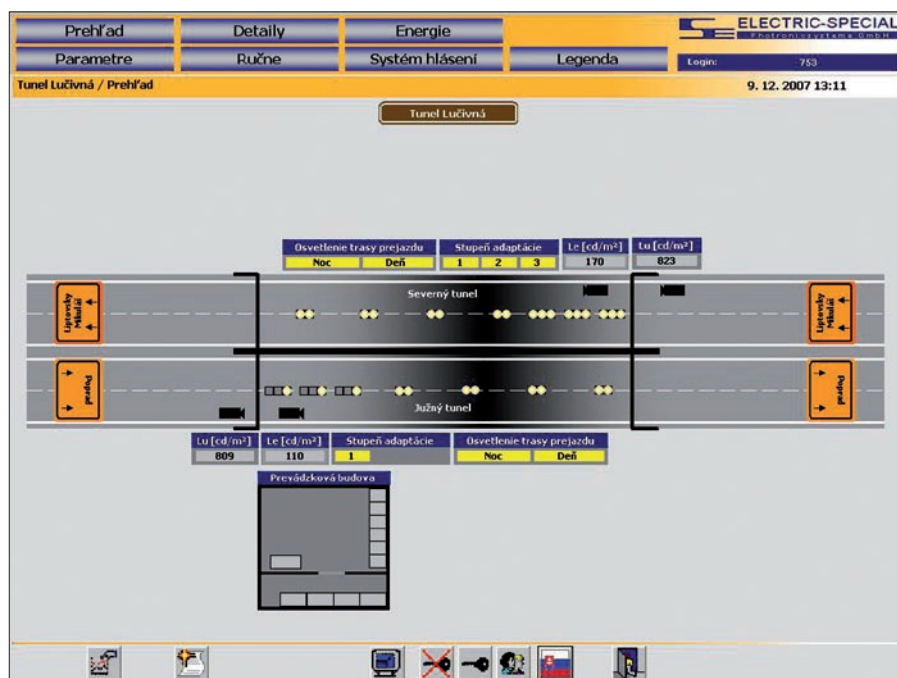 Prehľad Detaily Energie
ELECTRIC-SPECIAL
Photronicsysteme GmbH
Parametre Ručne Systém hlásení Legenda
Login: 753
Tunel Lučivná / Prehľad
9. 12. 2007 13:11
Tunel Lučivná
Osvetlenie trasy prejazdu Stupeň adaptácie Le [cd/m²] Lu [cd/m²]
Noc Deň 1 2 3 170 823
Severný tunel
Liptovsky
Mikuláš
Liptovsky
Mikuláš
Poprad
Poprad
Južný tunel
Lu [cd/m²] Le [cd/m²] Stupeň adaptácie Osvetlenie trasy prejazdu
809 110 1 Noc Deň
Prevádzková budova